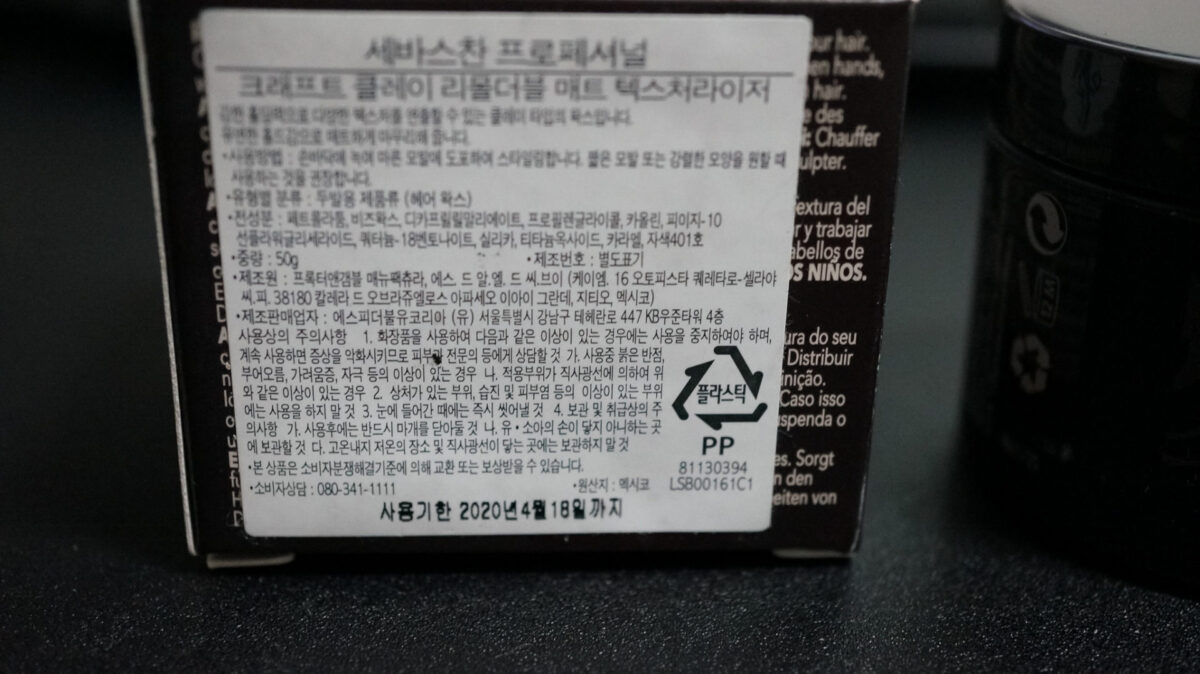 세바스찬 프로페셔널
크래프트 클레이 리몰더블 매트 텍스처라이저
강한 홀딩력으로 다양한 텍스처를 연출할 수 있는 클레이 타입의 왁스입니다.
유연한 홀드감으로 매트하게 마무리해 줍니다.
•사용방법 : 손바닥에 녹여 마른 모발에 도포하여 스타일링합니다. 짧은 모발 또는 강렬한 모양을 원할 때
사용하는 것을 권장합니다.
•유형별 분류 : 두발용 제품류 (헤어 왁스)
•전성분 : 페트롤라툼, 비즈왁스, 디카프릴릴말리에이트, 프로필렌글라이콜, 카올린, 피이지-10
선플라워글리세라이드, 쿼터늄-18벤토나이트, 실리카, 티타늄옥사이드, 카라멜, 자색401호
•중량 : 50g •제조번호 : 별도표기
•제조원 : 프록터앤갬블 매뉴팩츄라, 에스. 드 알.엘. 드 씨.브이 (케이엠. 16 오토피스타 퀘레타로-셀라야
씨.피. 38180 칼레라 드 오브라쥬엘로스 아파세오 이아이 그란데, 지티오, 멕시코)
•제조판매업자 : 에스피더블유코리아 (유) 서울특별시 강남구 테헤란로 447 KB우준타워 4층
사용상의 주의사항 1. 화장품을 사용하여 다음과 같은 이상이 있는 경우에는 사용을 중지하여야 하며,
계속 사용하면 증상을 악화시키므로 피부과 전문의 등에게 상담할 것 가. 사용중 붉은 반점,
부어오름, 가려움증, 자극 등의 이상이 있는 경우 나. 적용부위가 직사광선에 의하여 위
와 같은 이상이 있는 경우 2. 상처가 있는 부위, 습진 및 피부염 등의 이상이 있는 부위
에는 사용을 하지 말 것 3. 눈에 들어간 때에는 즉시 씻어낼 것 4. 보관 및 취급상의 주
의사항 가. 사용후에는 반드시 마개를 닫아둘 것 나. 유•소아의 손이 닿지 아니하는 곳
에 보관할 것 다. 고온내지 저온의 장소 및 직사광선이 닿는 곳에는 보관하지 말 것
•본 상품은 소비자분쟁해결기준에 의해 교환 또는 보상받을 수 있습니다.
•소비자상담 : 080-341-1111 •원산지 : 멕시코
사용기한 2020년4월18일까지
플라스틱
PP
81130394
LSB00161C1
our hair.
en hands,
hair.
e des
: Chauffer
ulpter.
extura del
r y trabajar
abellos de
OS NIÑOS.
ura do seu
Distribuir
inição.
Caso isso
uspenda o
es. Sorgt
n den
eiten von